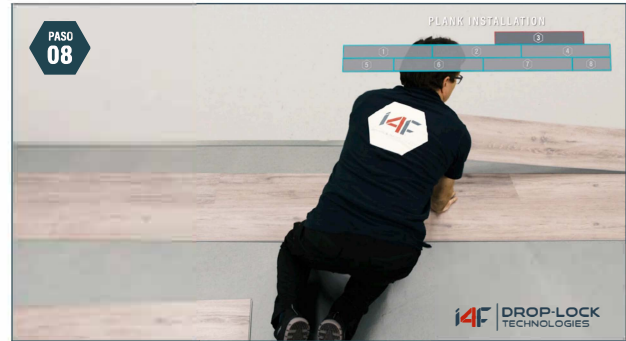 PASO
08
PLANK INSTALLATION
3
1 2 4
5 6 7 8
i4F
i4F DROP-LOCK
TECHNOLOGIES